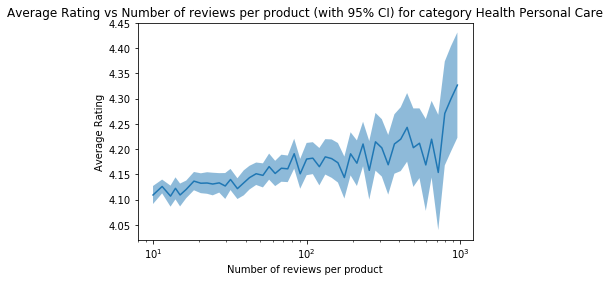 Average Rating vs Number of reviews per product (with 95% CI) for category Health Personal Care
4.45
4.40
4.35
4.30
4.25
4.20
4.15
4.10
4.05
Average Rating
10¹ 10² 10³
Number of reviews per product